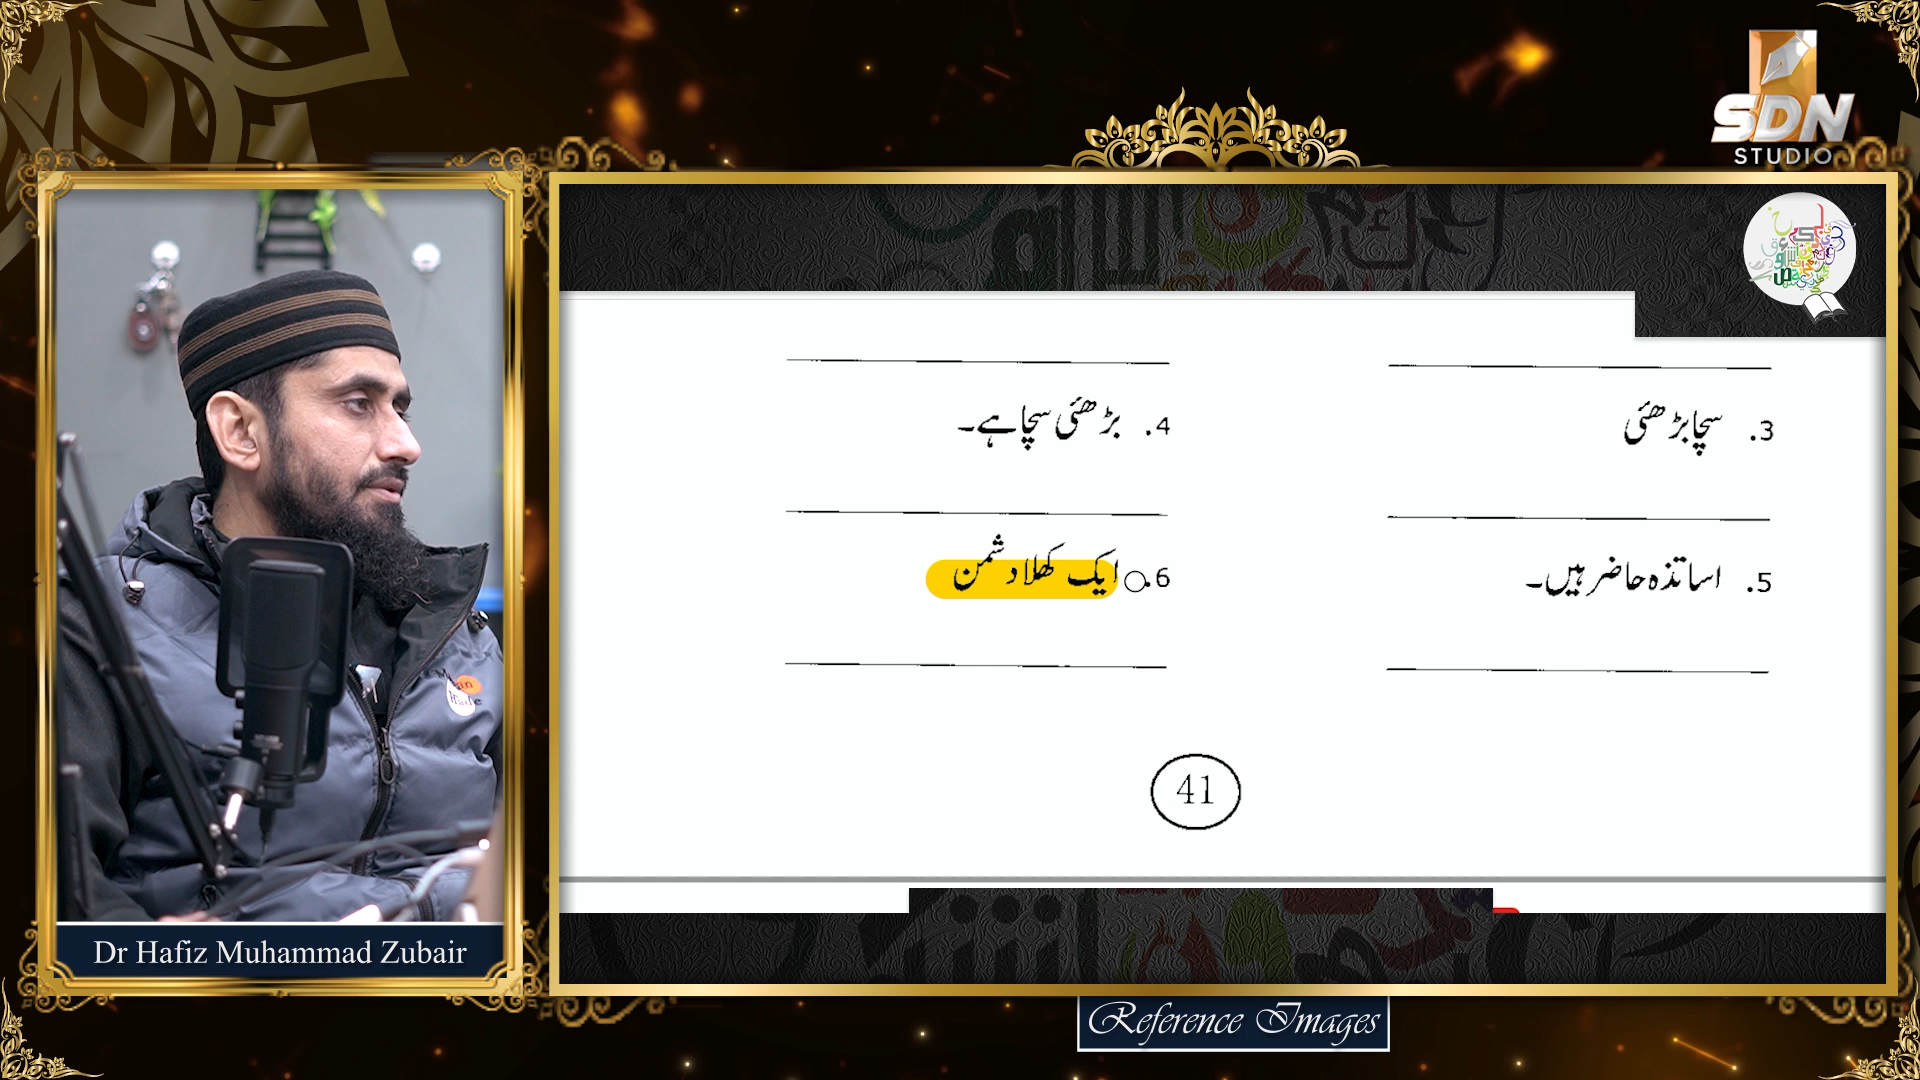 SDN
STUDIO
3. سچا بڑھئی
4. بڑھئی سچا ہے۔
5. اساتذہ حاضر ہیں۔
6. ایک کھلا دشمن
41
Dr Hafiz Muhammad Zubair
Reference Images